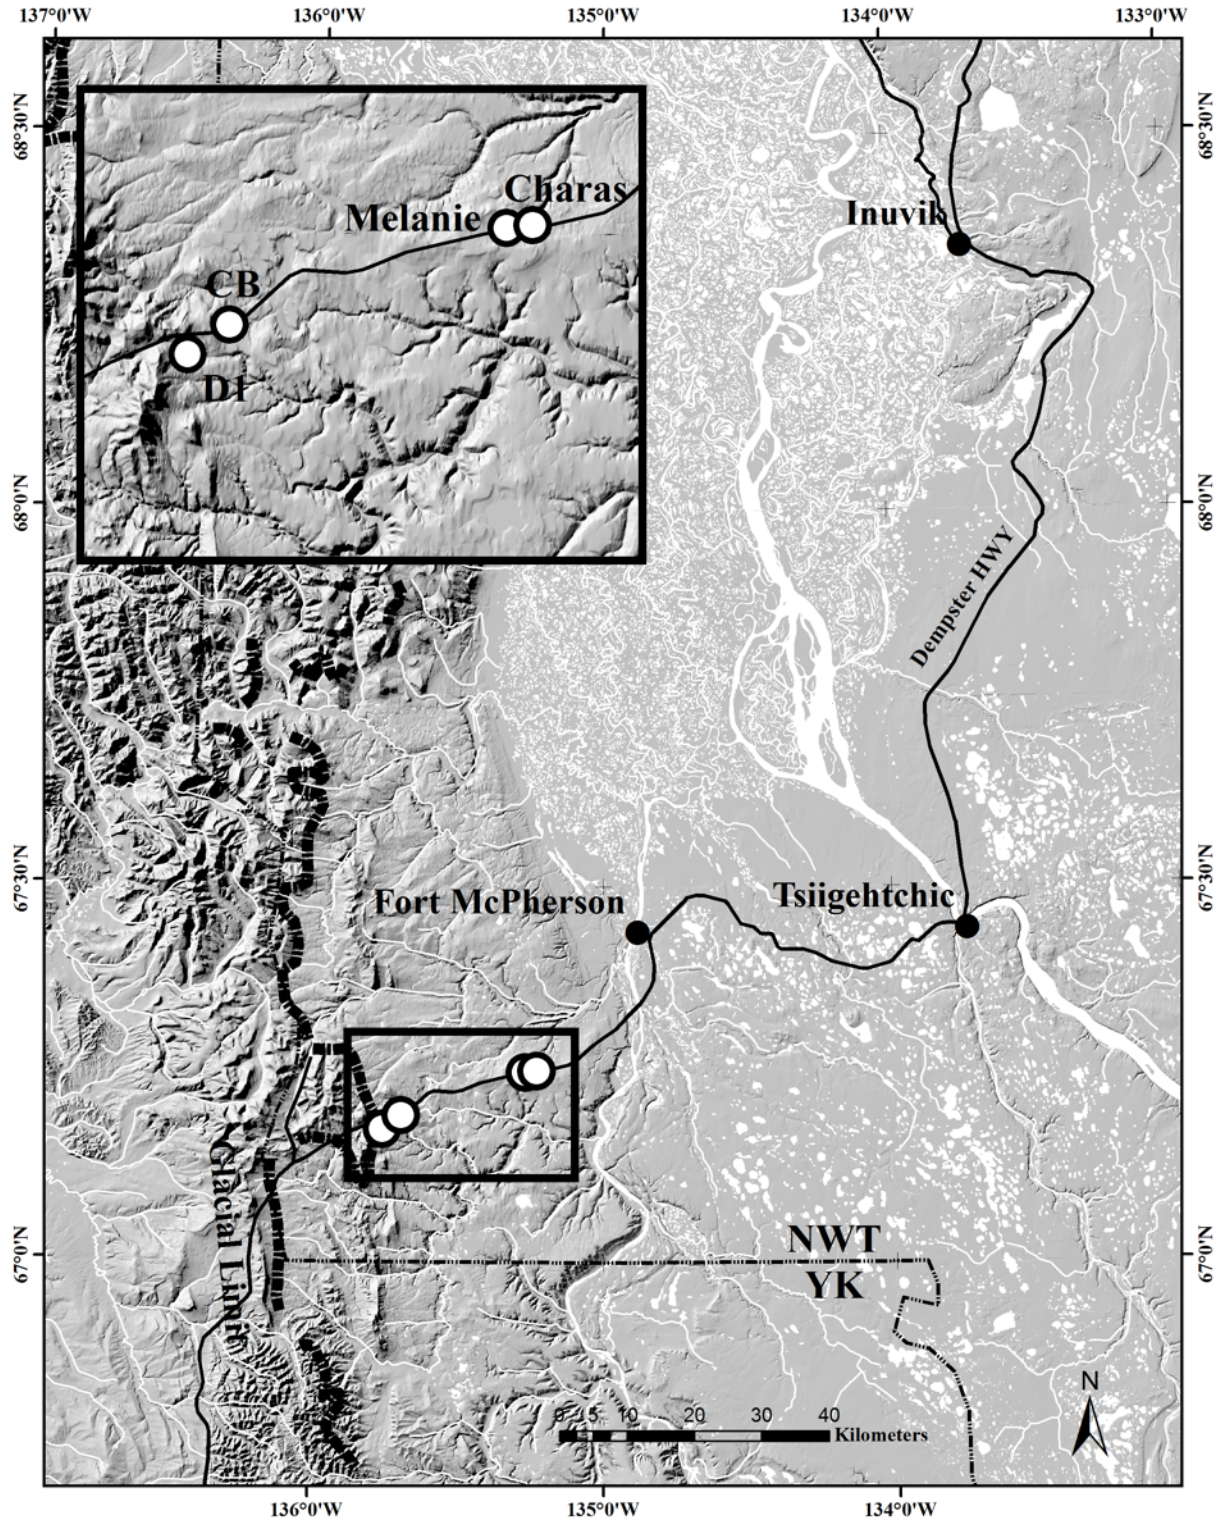 137°0'W 136°0'W 135°0'W 134°0'W 133°0'W
68°30'N
68°30'N
Charas
Melanie
Inuvik
CB
D1
68°0'N
68°0'N
Dempster HWY
67°30'N
67°30'N
Fort McPherson
Tsiigehtchic
Glacial Limit
NWT
YK
67°0'N
67°0'N
N
0 5 10 20 30 40
Kilometers
136°0'W 135°0'W 134°0'W